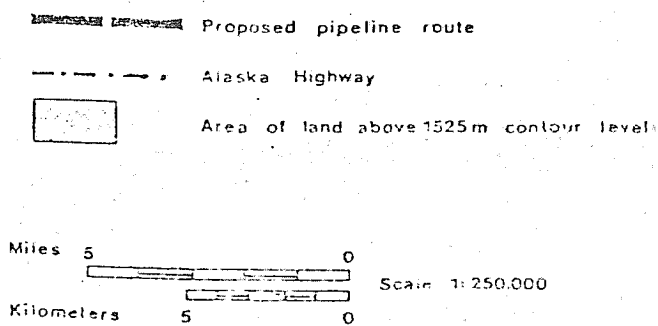 Proposed pipeline route
Alaska Highway
Area of land above 1525m contour level
Miles 5 0
Scale 1:250.000
Kilometers 5 0